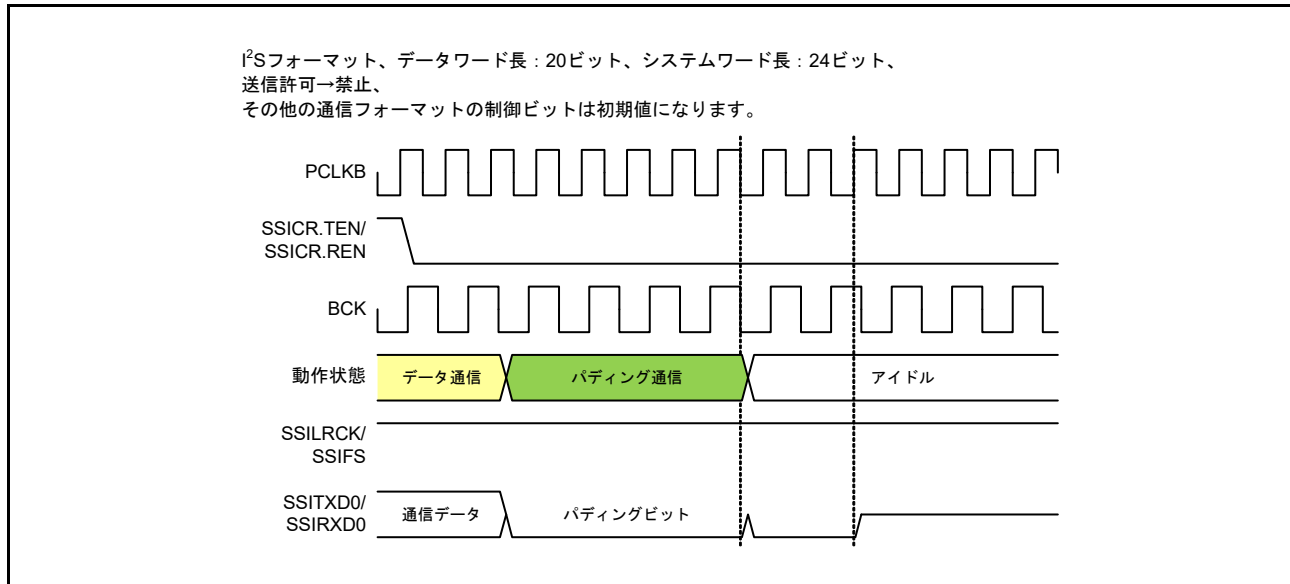 I²Sフォーマット、データワード長：20ビット、システムワード長：24ビット、
送信許可→禁止、
その他の通信フォーマットの制御ビットは初期値になります。
PCLKB
SSICR.TEN/
SSICR.REN
BCK
動作状態
データ通信
パディング通信
アイドル
SSILRCK/
SSIFS
SSITXD0/
SSIRXD0
通信データ
パディングビット